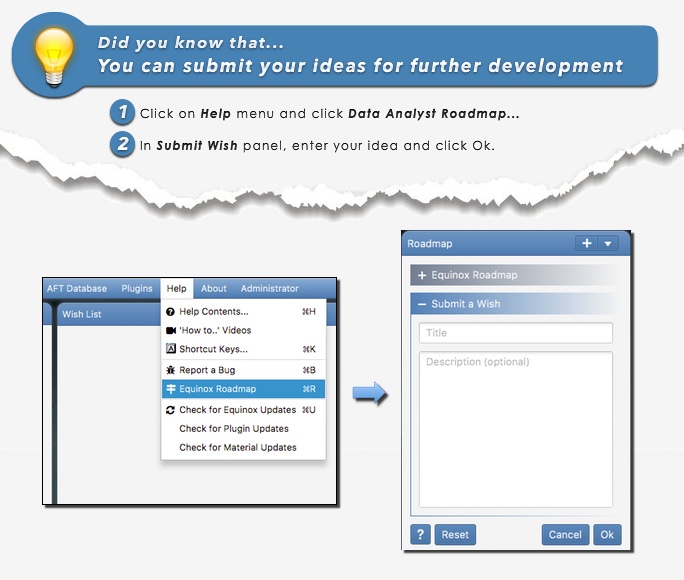 Did you know that...
You can submit your ideas for further development
1 Click on Help menu and click Data Analyst Roadmap...
2 In Submit Wish panel, enter your idea and click Ok.
AFT Database Plugins Help About Administrator
Wish List
Help Contents... ⌘H
'How to..' Videos
Shortcut Keys... ⌘K
Report a Bug ⌘B
Equinox Roadmap ⌘R
Check for Equinox Updates ⌘U
Check for Plugin Updates
Check for Material Updates
Roadmap
Equinox Roadmap
Submit a Wish
Title
Description (optional)
? Reset Cancel Ok